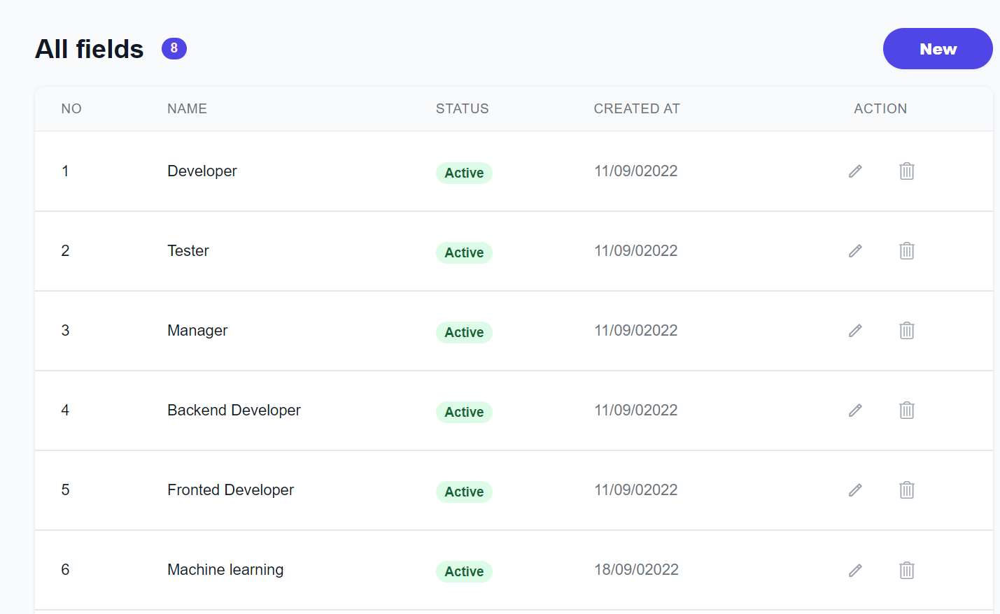 All fields 8 New
NO NAME STATUS CREATED AT ACTION
1 Developer Active 11/09/02022
2 Tester Active 11/09/02022
3 Manager Active 11/09/02022
4 Backend Developer Active 11/09/02022
5 Fronted Developer Active 11/09/02022
6 Machine learning Active 18/09/02022